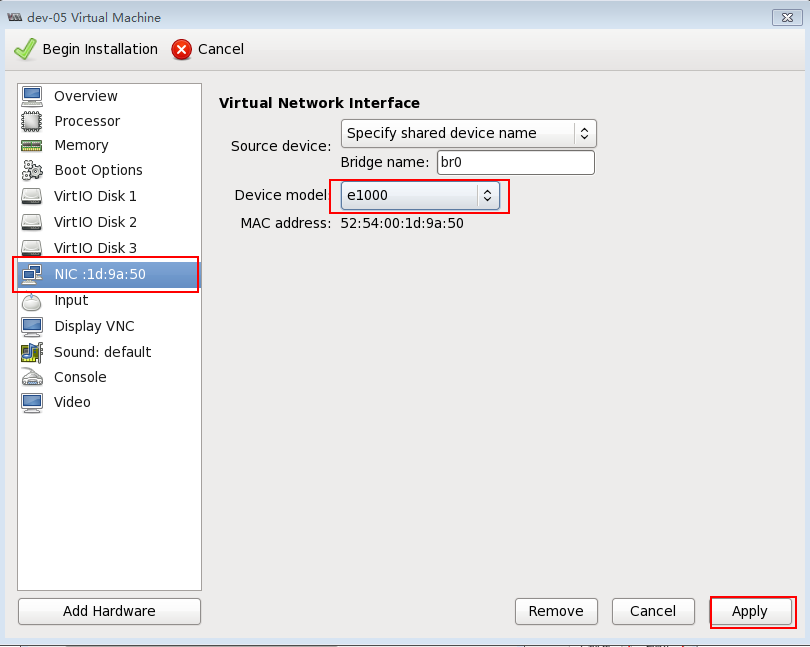 dev-05 Virtual Machine
Begin Installation Cancel
Overview
Processor
Memory
Boot Options
VirtIO Disk 1
VirtIO Disk 2
VirtIO Disk 3
NIC :1d:9a:50
Input
Display VNC
Sound: default
Console
Video
Add Hardware
Virtual Network Interface
Source device: Specify shared device name
Bridge name: br0
Device model: e1000
MAC address: 52:54:00:1d:9a:50
Remove Cancel Apply